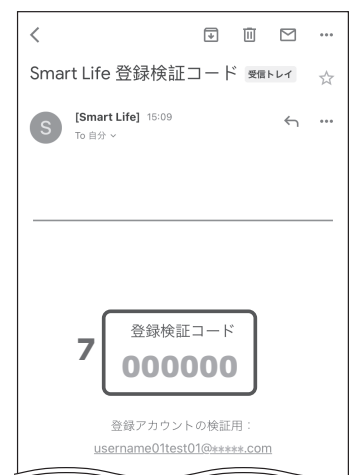 Smart Life 登録検証コード 受信トレイ
S
[Smart Life] 15:09
To 自分
7
登録検証コード
000000
登録アカウントの検証用：
username01test01@*****.com